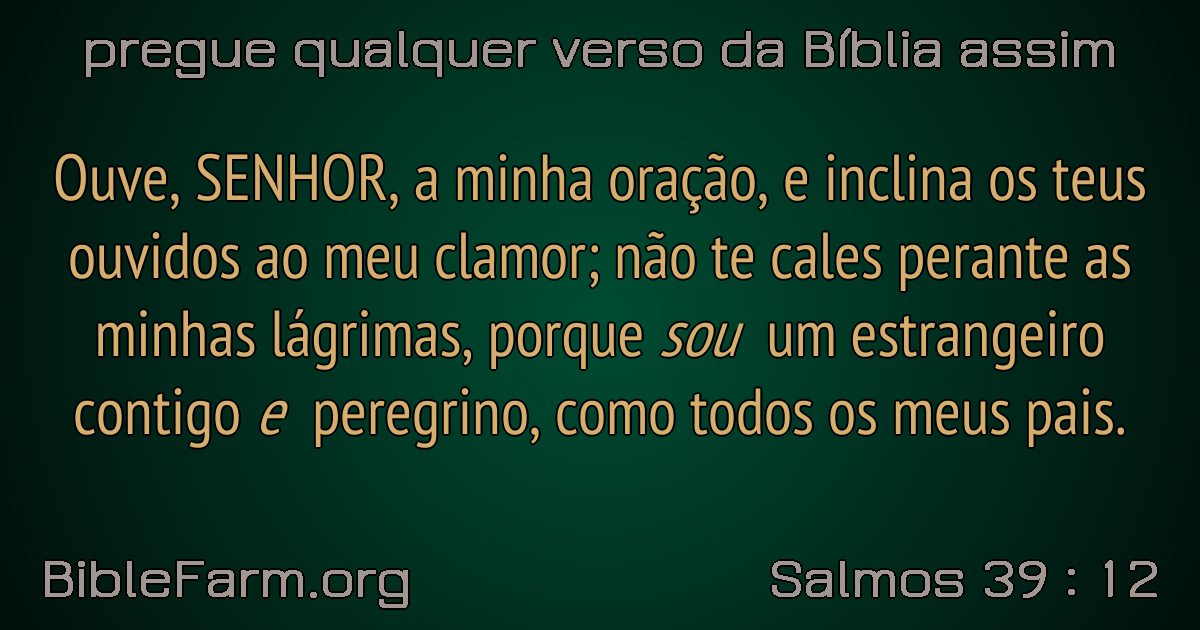 pregue qualquer verso da Bíblia assim
Ouve, SENHOR, a minha oração, e inclina os teus
ouvidos ao meu clamor; não te cales perante as
minhas lágrimas, porque sou um estrangeiro
contigo e peregrino, como todos os meus pais.
BibleFarm.org
Salmos 39 : 12